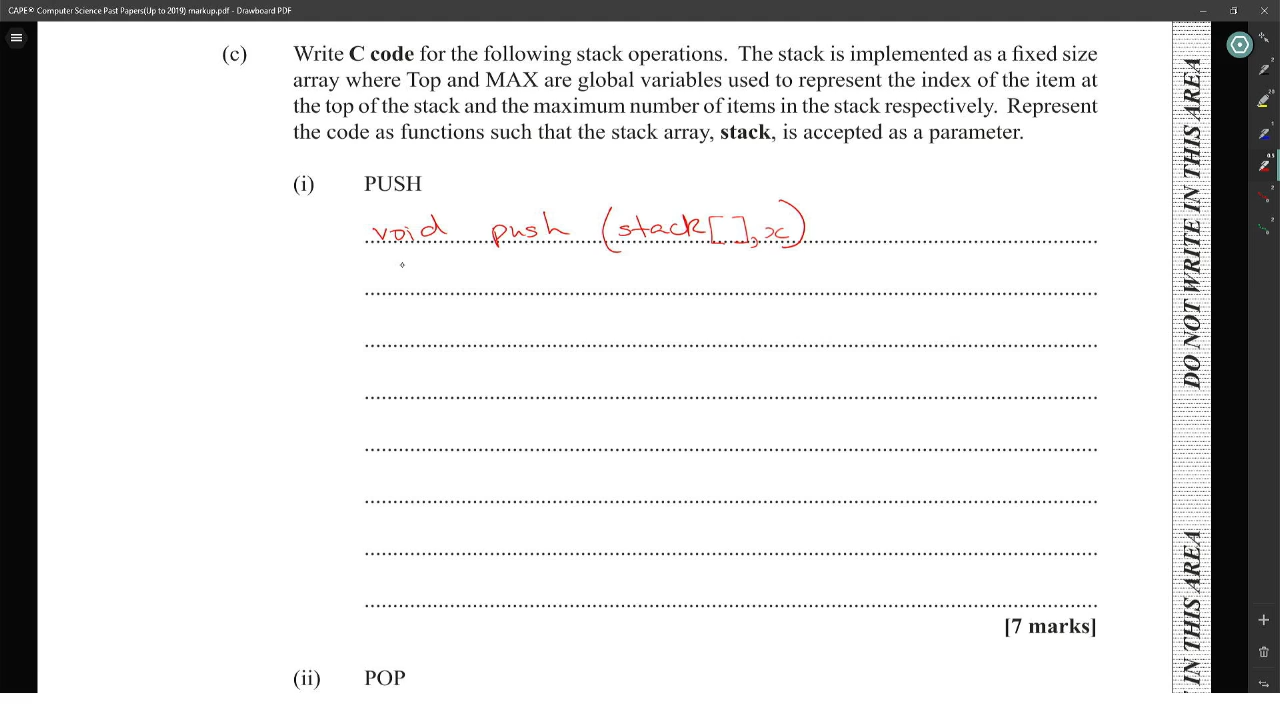 CAPE® Computer Science Past Papers(Up to 2019) markup.pdf - Drawboard PDF
(c) Write C code for the following stack operations. The stack is implemented as a fixed size
array where Top and MAX are global variables used to represent the index of the item at
the top of the stack and the maximum number of items in the stack respectively. Represent
the code as functions such that the stack array, stack, is accepted as a parameter.
(i) PUSH
void push (stack[ ], x)
[7 marks]
(ii) POP
DO NOT WRITE IN THIS AREA
IN THIS AREA